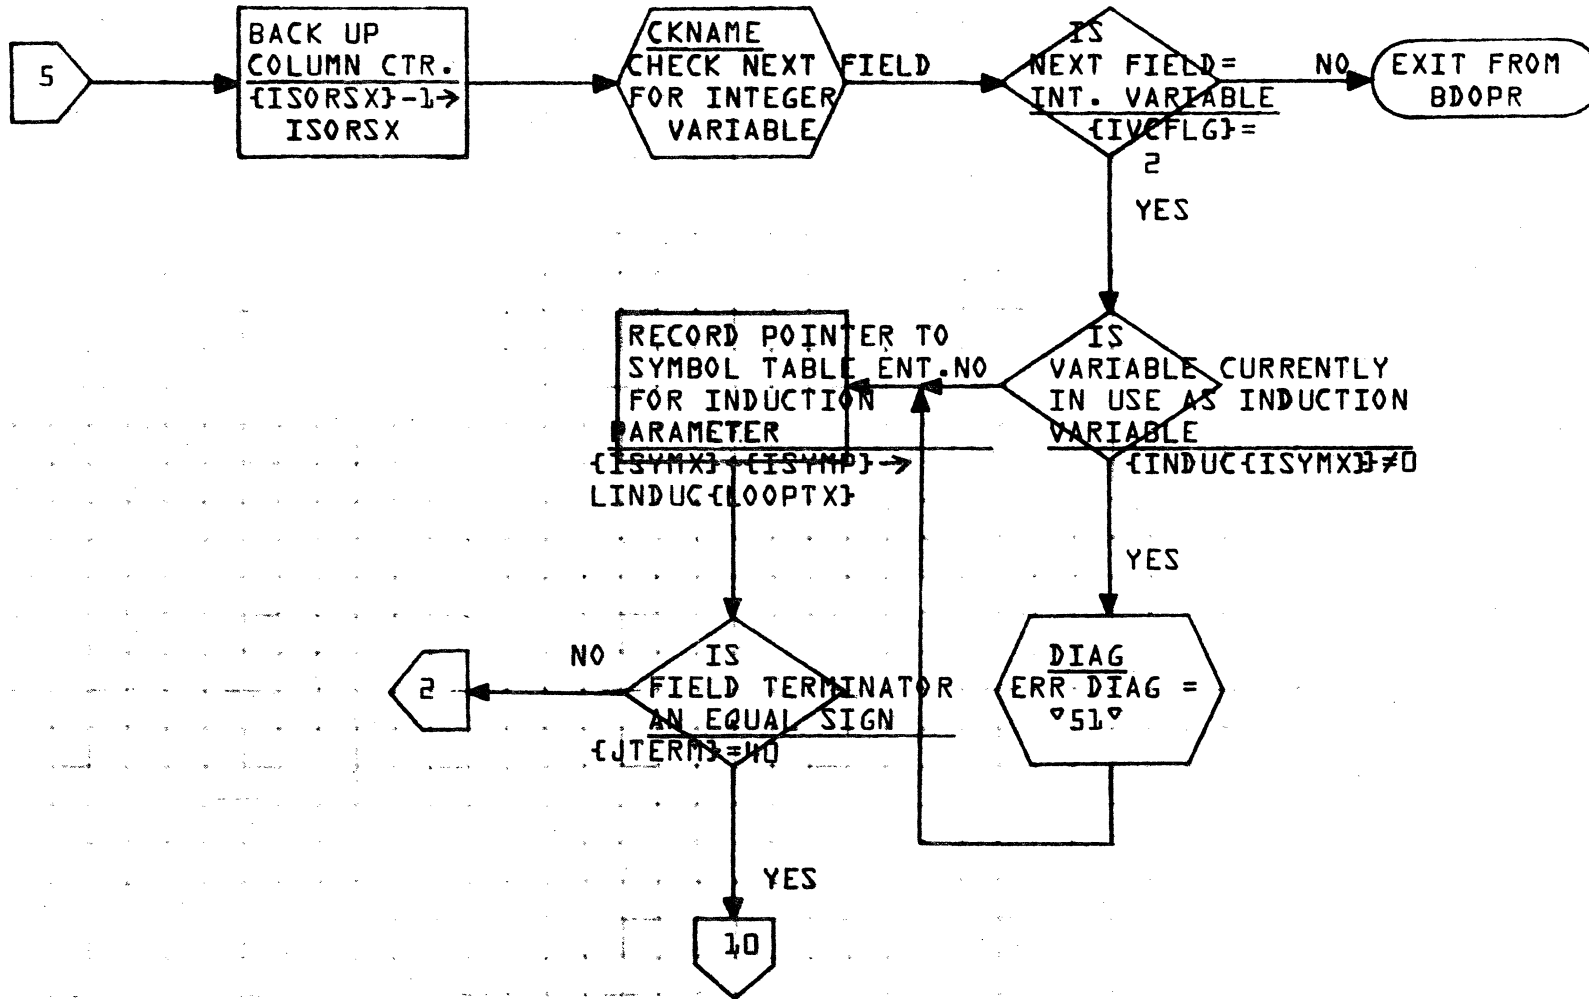 5
BACK UP
COLUMN CTR.
{ISORSX}-1→
ISORSX
CKNAME
CHECK NEXT FIELD
FOR INTEGER
VARIABLE
IS
NEXT FIELD=
INT. VARIABLE
{IVCFLG}=
2
NO
EXIT FROM
BDOPR
YES
RECORD POINTER TO
SYMBOL TABLE ENT.
FOR INDUCTION
PARAMETER
{ISYMX} {ISYMP}→
LINDUC{LOOPTX}
NO
IS
VARIABLE CURRENTLY
IN USE AS INDUCTION
VARIABLE
{INDUC{ISYMX}}≠0
YES
NO
IS
FIELD TERMINATOR
AN EQUAL SIGN
{JTERM}=40
2
DIAG
ERR DIAG =
"51"
YES
10